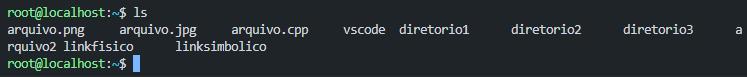 root@localhost:~$ ls
arquivo.png     arquivo.jpg     arquivo.cpp     vscode  diretorio1      diretorio2      diretorio3      a
rquivo2 linkfisico      linksimbolico
root@localhost:~$